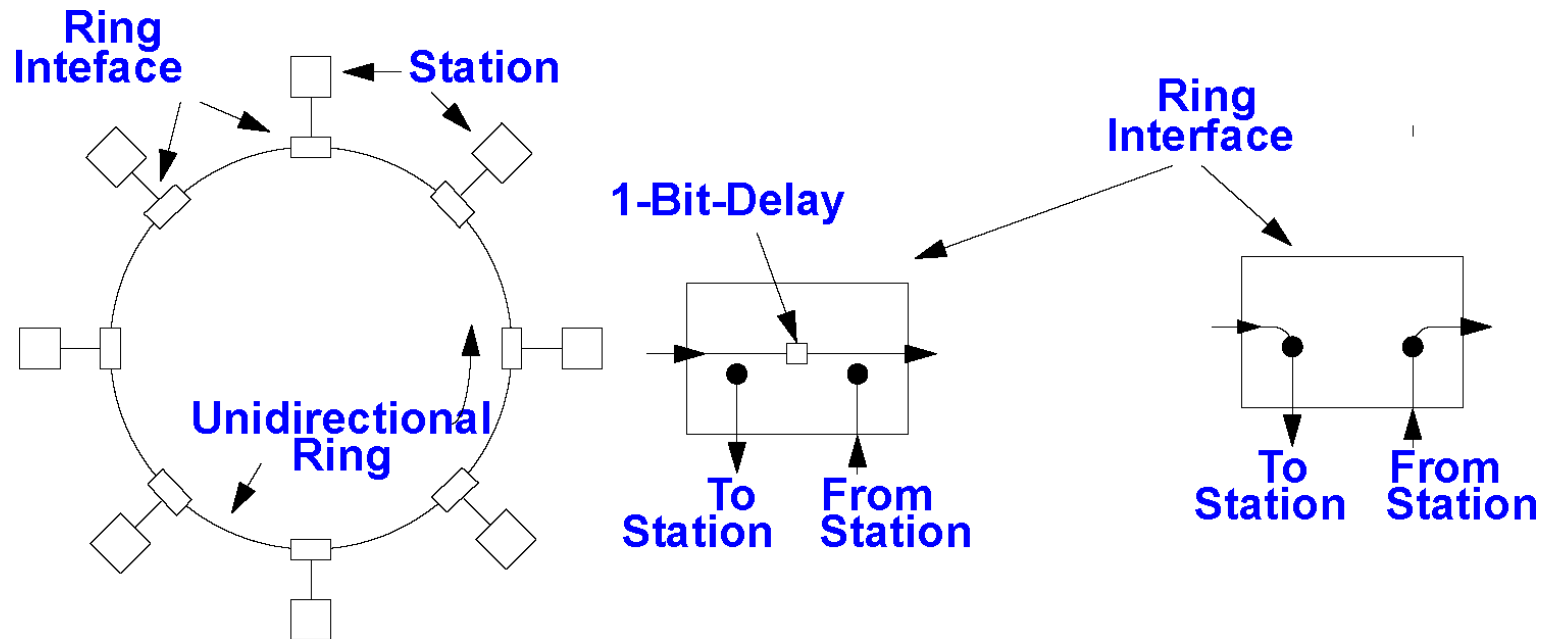 Ring
Inteface
Station
Ring
Interface
1-Bit-Delay
Unidirectional
Ring
To
Station
From
Station
To
Station
From
Station